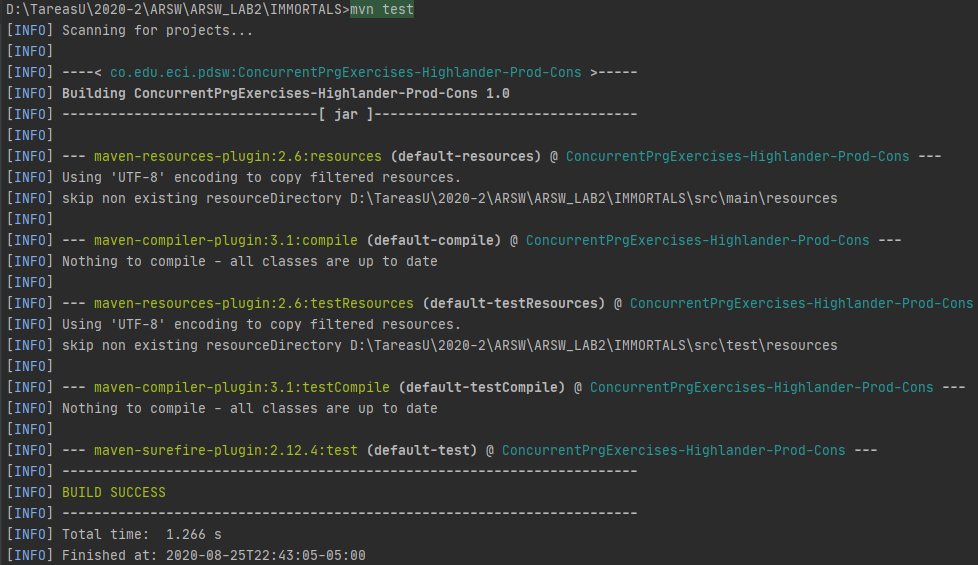 D:\TareasU\2020-2\ARSW\ARSW_LAB2\IMMORTALS>mvn test
[INFO] Scanning for projects...
[INFO]
[INFO] ----< co.edu.eci.pdsw:ConcurrentPrgExercises-Highlander-Prod-Cons >-----
[INFO] Building ConcurrentPrgExercises-Highlander-Prod-Cons 1.0
[INFO] --------------------------------[ jar ]---------------------------------
[INFO]
[INFO] --- maven-resources-plugin:2.6:resources (default-resources) @ ConcurrentPrgExercises-Highlander-Prod-Cons ---
[INFO] Using 'UTF-8' encoding to copy filtered resources.
[INFO] skip non existing resourceDirectory D:\TareasU\2020-2\ARSW\ARSW_LAB2\IMMORTALS\src\main\resources
[INFO]
[INFO] --- maven-compiler-plugin:3.1:compile (default-compile) @ ConcurrentPrgExercises-Highlander-Prod-Cons ---
[INFO] Nothing to compile - all classes are up to date
[INFO]
[INFO] --- maven-resources-plugin:2.6:testResources (default-testResources) @ ConcurrentPrgExercises-Highlander-Prod-Cons
[INFO] Using 'UTF-8' encoding to copy filtered resources.
[INFO] skip non existing resourceDirectory D:\TareasU\2020-2\ARSW\ARSW_LAB2\IMMORTALS\src\test\resources
[INFO]
[INFO] --- maven-compiler-plugin:3.1:testCompile (default-testCompile) @ ConcurrentPrgExercises-Highlander-Prod-Cons ---
[INFO] Nothing to compile - all classes are up to date
[INFO]
[INFO] --- maven-surefire-plugin:2.12.4:test (default-test) @ ConcurrentPrgExercises-Highlander-Prod-Cons ---
[INFO] ------------------------------------------------------------------------
[INFO] BUILD SUCCESS
[INFO] ------------------------------------------------------------------------
[INFO] Total time:  1.266 s
[INFO] Finished at: 2020-08-25T22:43:05-05:00